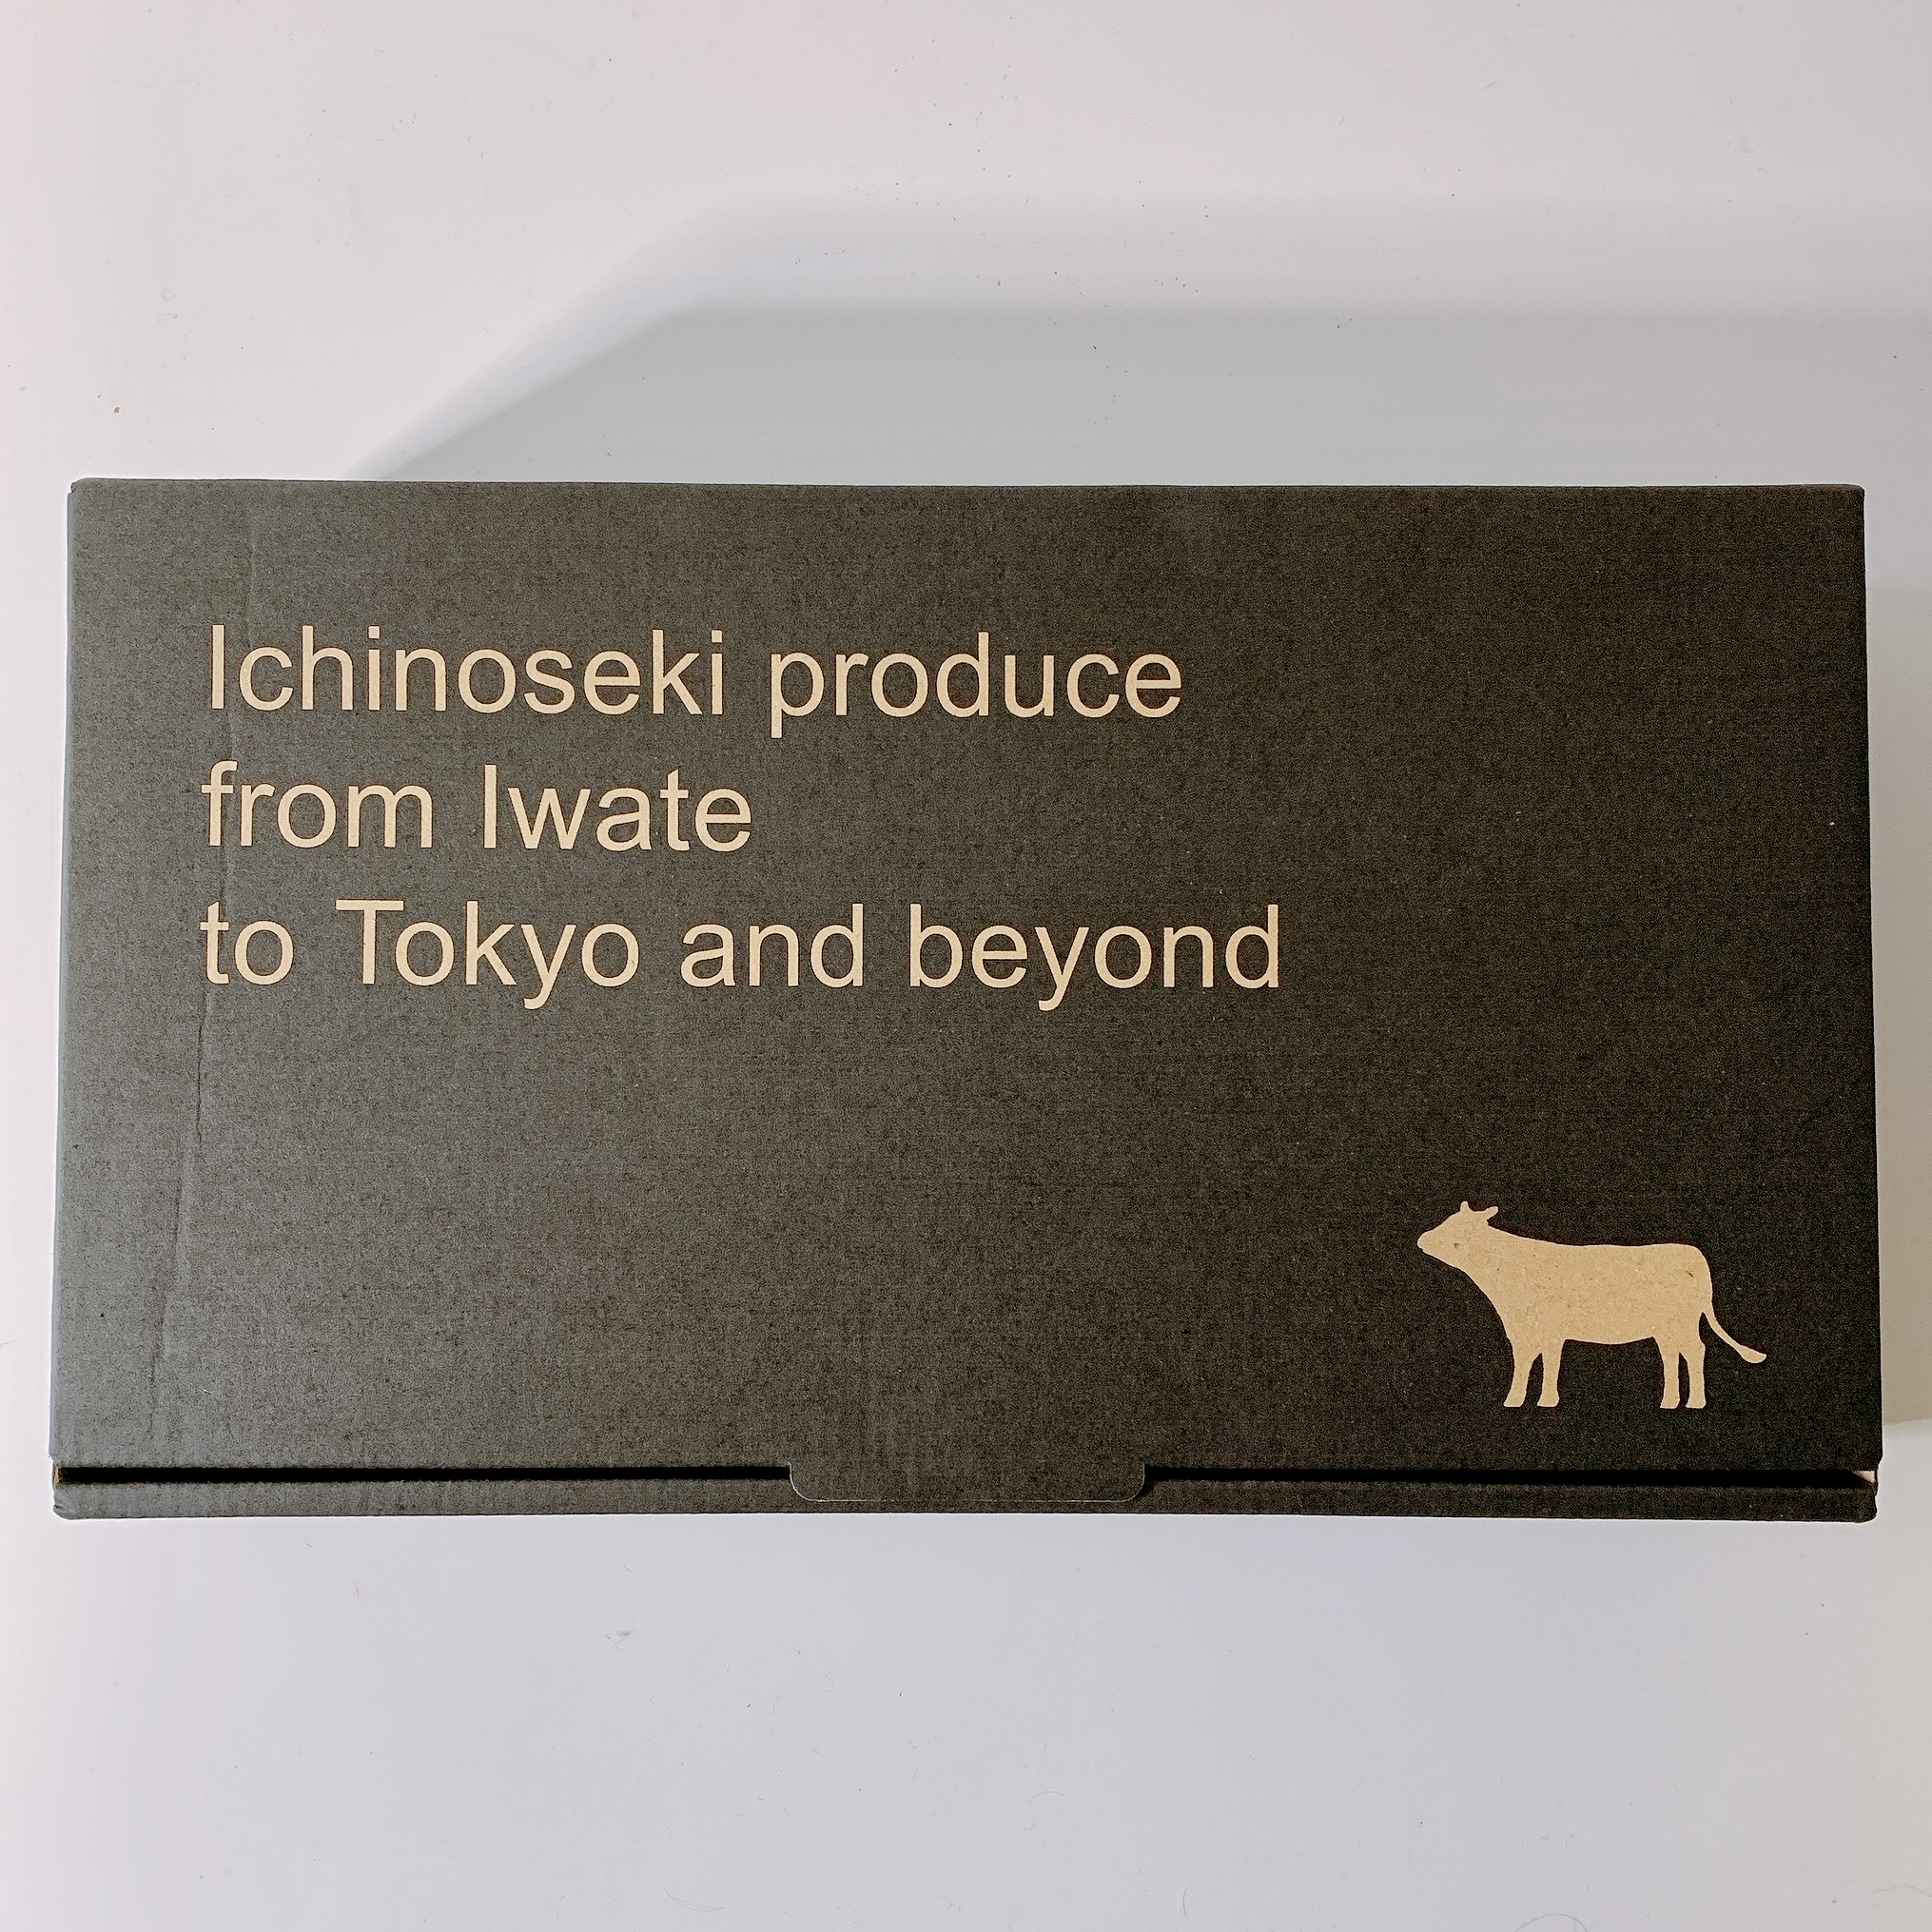 Ichinoseki produce
from Iwate
to Tokyo and beyond